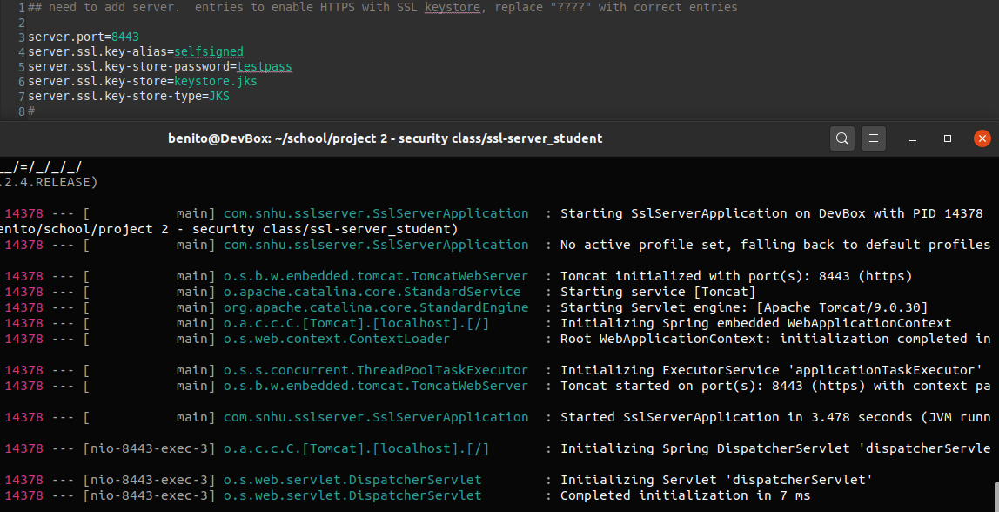 1 ## need to add server.  entries to enable HTTPS with SSL keystore, replace "????" with correct entries
2
3 server.port=8443
4 server.ssl.key-alias=selfsigned
5 server.ssl.key-store-password=testpass
6 server.ssl.key-store=keystore.jks
7 server.ssl.key-store-type=JKS
8 #
benito@DevBox: ~/school/project 2 - security class/ssl-server_student
__/=/_/_/_/
.2.4.RELEASE)
14378 --- [           main] com.snhu.sslserver.SslServerApplication  : Starting SslServerApplication on DevBox with PID 14378
enito/school/project 2 - security class/ssl-server_student)
14378 --- [           main] com.snhu.sslserver.SslServerApplication  : No active profile set, falling back to default profiles
14378 --- [           main] o.s.b.w.embedded.tomcat.TomcatWebServer  : Tomcat initialized with port(s): 8443 (https)
14378 --- [           main] o.apache.catalina.core.StandardService   : Starting service [Tomcat]
14378 --- [           main] org.apache.catalina.core.StandardEngine  : Starting Servlet engine: [Apache Tomcat/9.0.30]
14378 --- [           main] o.a.c.c.C.[Tomcat].[localhost].[/]       : Initializing Spring embedded WebApplicationContext
14378 --- [           main] o.s.web.context.ContextLoader            : Root WebApplicationContext: initialization completed in
14378 --- [           main] o.s.s.concurrent.ThreadPoolTaskExecutor  : Initializing ExecutorService 'applicationTaskExecutor'
14378 --- [           main] o.s.b.w.embedded.tomcat.TomcatWebServer  : Tomcat started on port(s): 8443 (https) with context pa
14378 --- [           main] com.snhu.sslserver.SslServerApplication  : Started SslServerApplication in 3.478 seconds (JVM runn
14378 --- [nio-8443-exec-3] o.a.c.c.C.[Tomcat].[localhost].[/]       : Initializing Spring DispatcherServlet 'dispatcherServle
14378 --- [nio-8443-exec-3] o.s.web.servlet.DispatcherServlet        : Initializing Servlet 'dispatcherServlet'
14378 --- [nio-8443-exec-3] o.s.web.servlet.DispatcherServlet        : Completed initialization in 7 ms